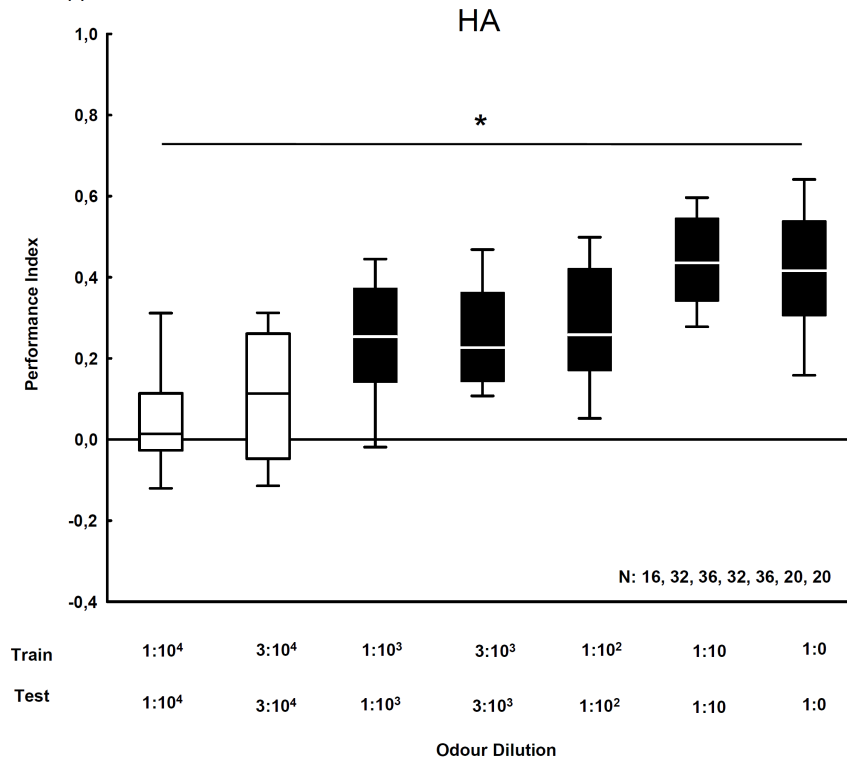 HA
1,0
0,8
*
0,6
0,4
0,2
0,0
-0,2
-0,4
Performance Index
N: 16, 32, 36, 32, 36, 20, 20
Train 1:10⁴ 3:10⁴ 1:10³ 3:10³ 1:10² 1:10 1:0
Test 1:10⁴ 3:10⁴ 1:10³ 3:10³ 1:10² 1:10 1:0
Odour Dilution